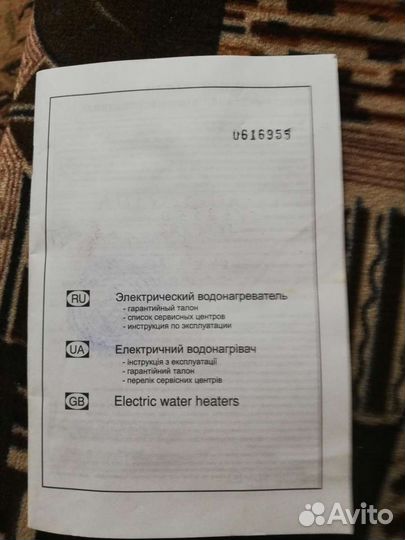 0616955
RU Электрический водонагреватель
- гарантийный талон
- список сервисных центров
- инструкция по эксплуатации
UA Електричний водонагрівач
- інструкція з експлуатації
- гарантійний талон
- перелік сервісних центрів
GB Electric water heaters
Avito